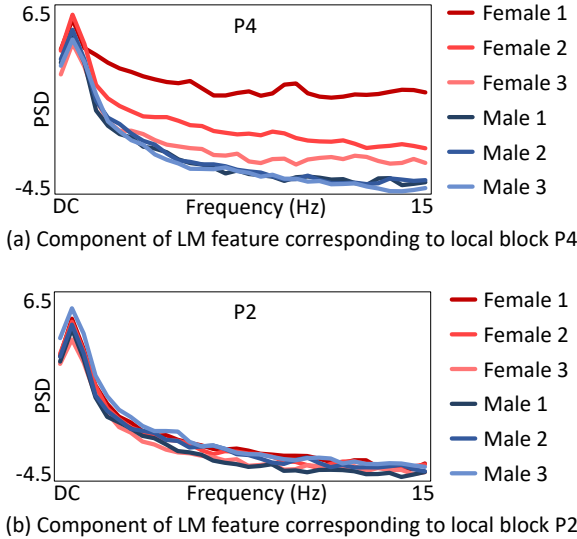 6.5
P4
PSD
-4.5
DC
Frequency (Hz)
15
Female 1
Female 2
Female 3
Male 1
Male 2
Male 3
(a) Component of LM feature corresponding to local block P4
6.5
P2
PSD
-4.5
DC
Frequency (Hz)
15
Female 1
Female 2
Female 3
Male 1
Male 2
Male 3
(b) Component of LM feature corresponding to local block P2